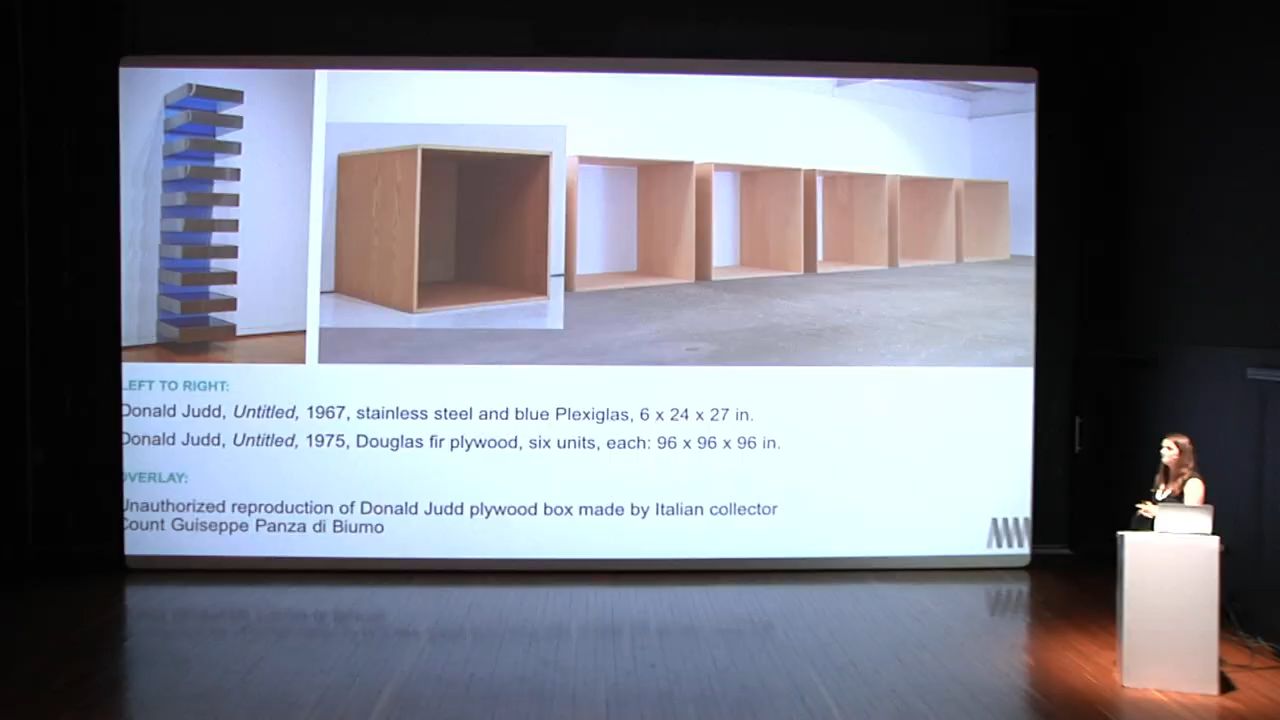 LEFT TO RIGHT:
Donald Judd, Untitled, 1967, stainless steel and blue Plexiglas, 6 x 24 x 27 in.
Donald Judd, Untitled, 1975, Douglas fir plywood, six units, each: 96 x 96 x 96 in.
OVERLAY:
Unauthorized reproduction of Donald Judd plywood box made by Italian collector
Count Guiseppe Panza di Biumo